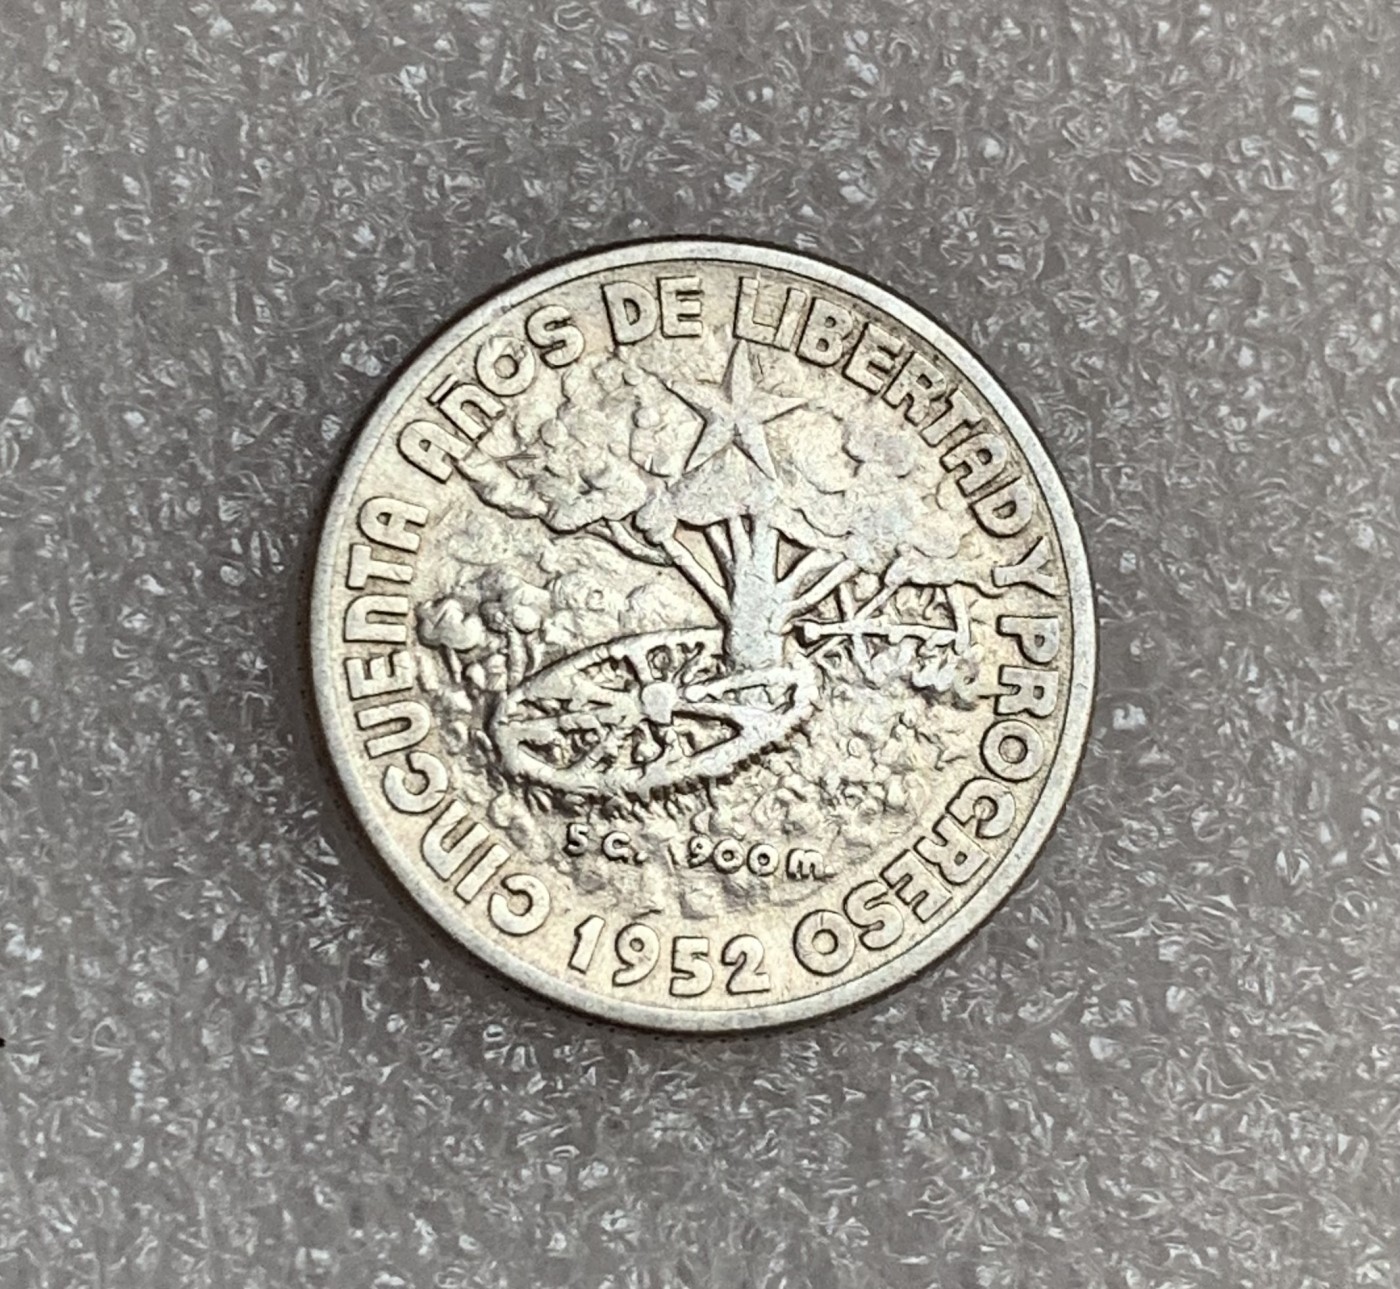 CINCUENTA AÑOS DE LIBERTAD Y PROGRESO
5 G. 900 M.
1952